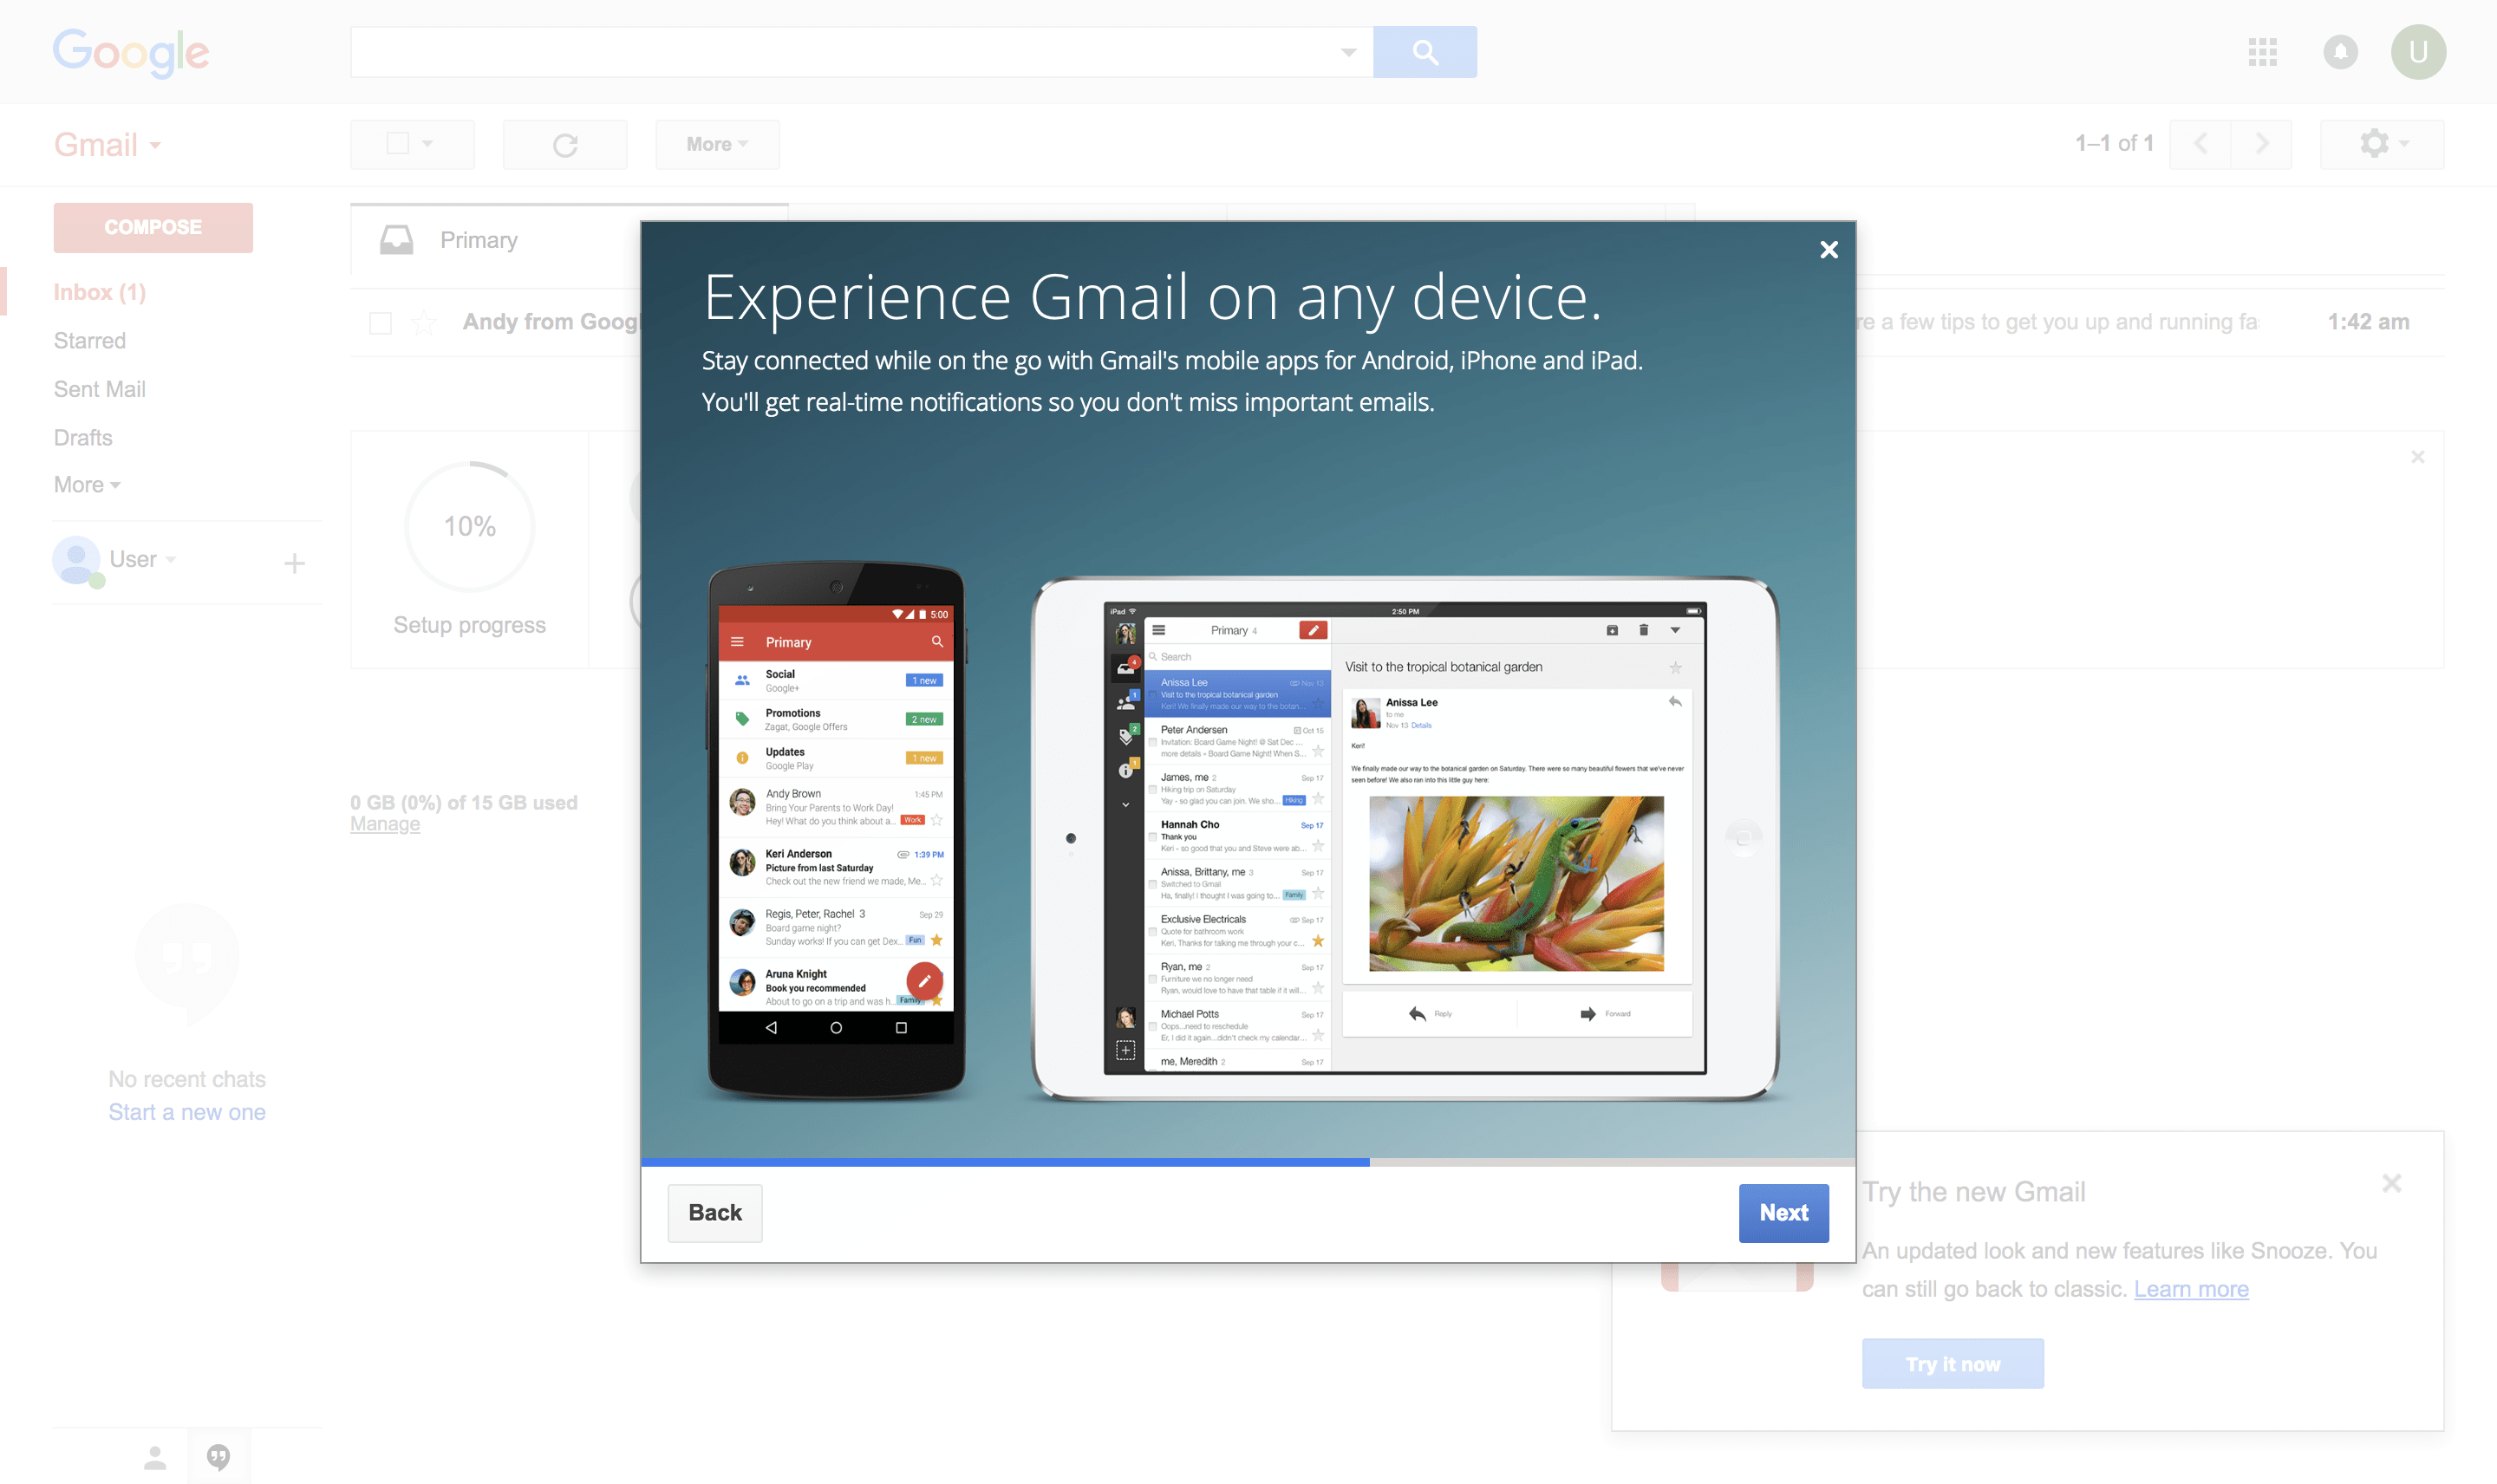 Google
U
Gmail
More
1–1 of 1
COMPOSE
Primary
Inbox (1)
Starred
Sent Mail
Drafts
More
User
Andy from Goog
re a few tips to get you up and running fa
1:42 am
10%
Setup progress
0 GB (0%) of 15 GB used
Manage
No recent chats
Start a new one
Experience Gmail on any device.
Stay connected while on the go with Gmail's mobile apps for Android, iPhone and iPad.
You'll get real-time notifications so you don't miss important emails.
5:00
Primary
Social
Google+
1 new
Promotions
Zagat, Google Offers
2 new
Updates
Google Play
1 new
Andy Brown 1:45 PM
Bring Your Parents to Work Day!
Hey! What do you think about a... Work
Keri Anderson 1:39 PM
Picture from last Saturday
Check out the new friend we made, Me...
Regis, Peter, Rachel 3 Sep 29
Board game night?
Sunday works! If you can get Dex... Fun
Aruna Knight
Book you recommended
About to go on a trip and was h... Family
iPad 2:50 PM
4
1
2
1
Primary 4
Search
Anissa Lee Nov 13
Visit to the tropical botanical garden
Keri! We finally made our way to the botan...
Peter Andersen Oct 15
Invitation: Board Game Night! @ Sat Dec ...
more details - Board Game Night! When S...
James, me 2 Sep 17
Hiking trip on Saturday
Yay - so glad you can join. We sho... Hiking
Hannah Cho Sep 17
Thank you
Keri - so good that you and Steve were ab...
Anissa, Brittany, me 3 Sep 17
Switched to Gmail
Ha, finally! I thought I was going to... Family
Exclusive Electricals Sep 17
Quote for bathroom work
Keri, Thanks for talking me through your c...
Ryan, me 2 Sep 17
Furniture we no longer need
Ryan, would love to have that table if it will...
Michael Potts Sep 17
Oops...need to reschedule
Er, I did it again...didn't check my calendar...
me, Meredith 2 Sep 17
Visit to the tropical botanical garden
Anissa Lee
to me
Nov 13 Details
Keri!
We finally made our way to the botanical garden on Saturday. There were so many beautiful flowers that we've never
seen before! We also ran into this little guy here:
Reply
Forward
Back
Next
Try the new Gmail
An updated look and new features like Snooze. You
can still go back to classic. Learn more
Try it now